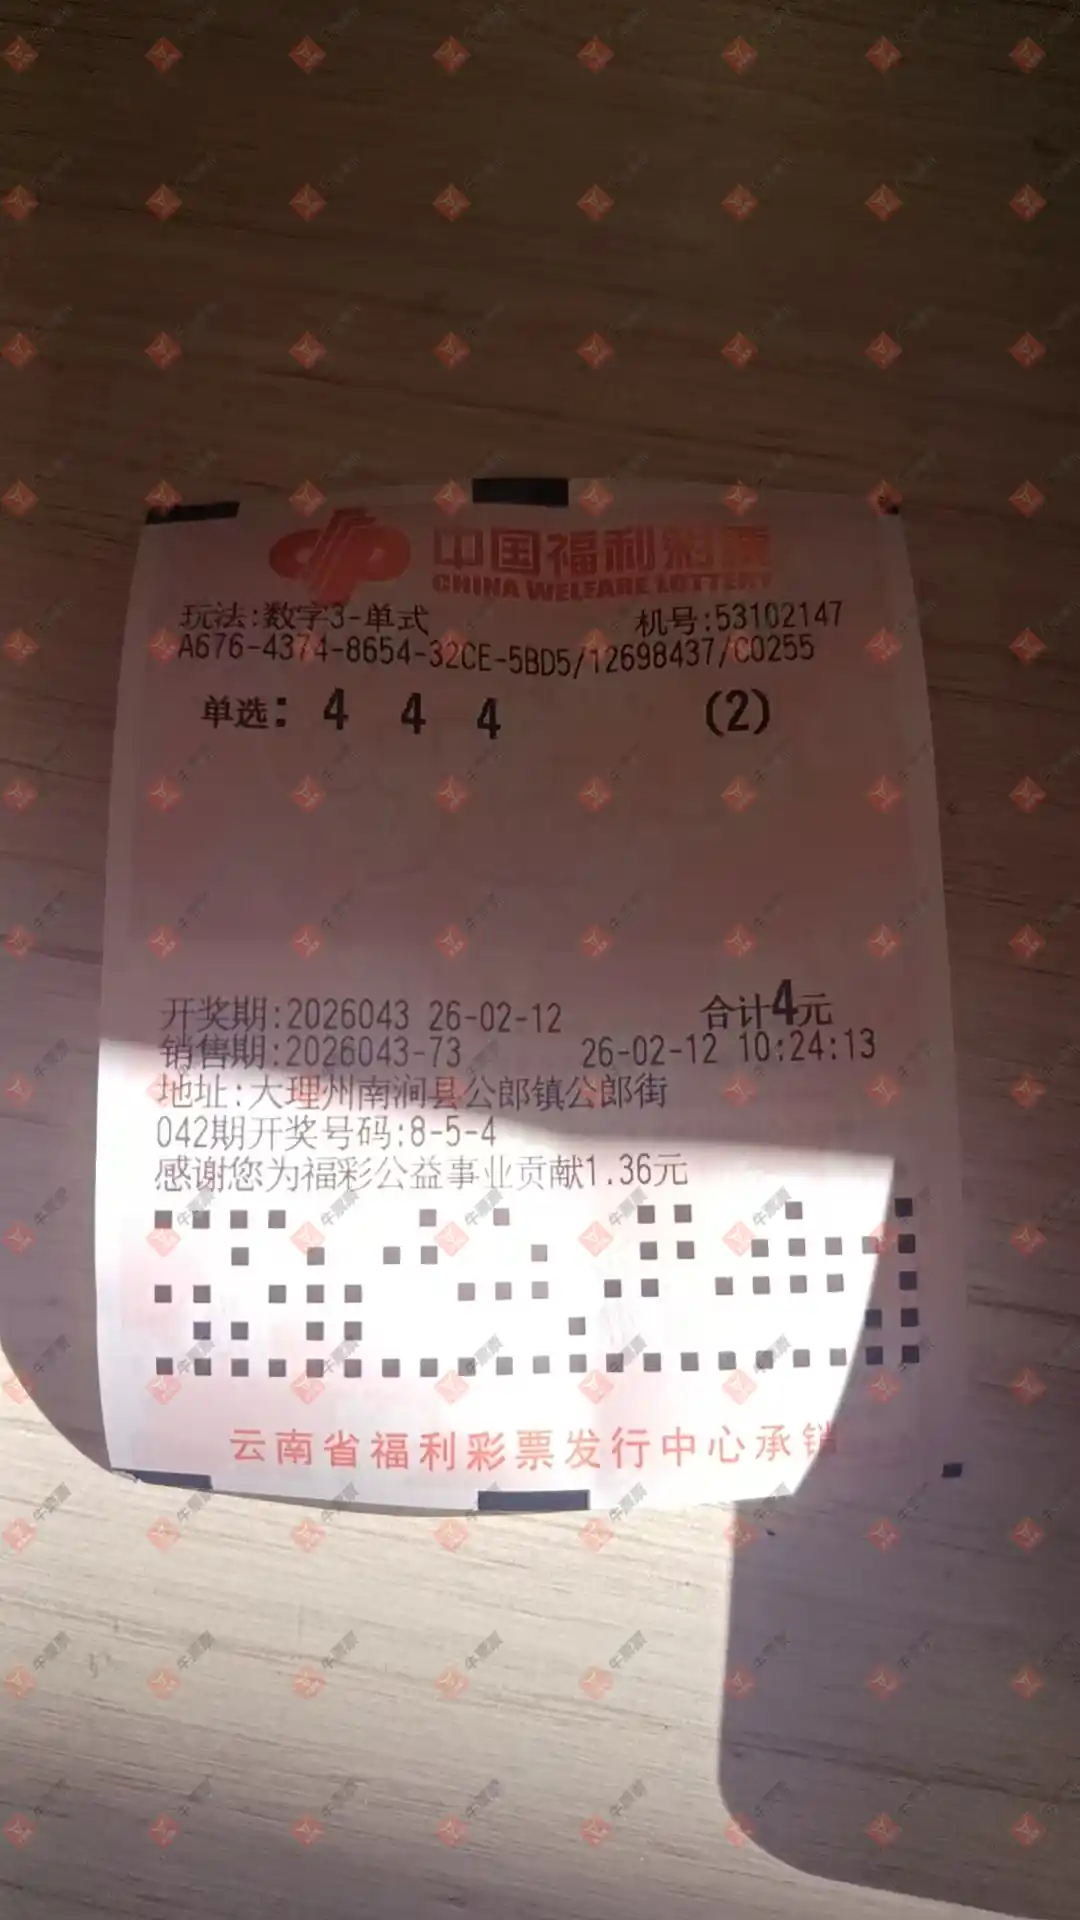 中国福利彩票
CHINA WELFARE LOTTERY
玩法:数字3-单式 机号:53102147
A676-4374-8654-32CE-5BD5/12698437/C0255
单选: 4 4 4 (2)
开奖期:2026043 26-02-12 合计4元
销售期:2026043-73 26-02-12 10:24:13
地址:大理州南涧县公郎镇公郎街
042期开奖号码:8-5-4
感谢您为福彩公益事业贡献1.36元
云南省福利彩票发行中心承销